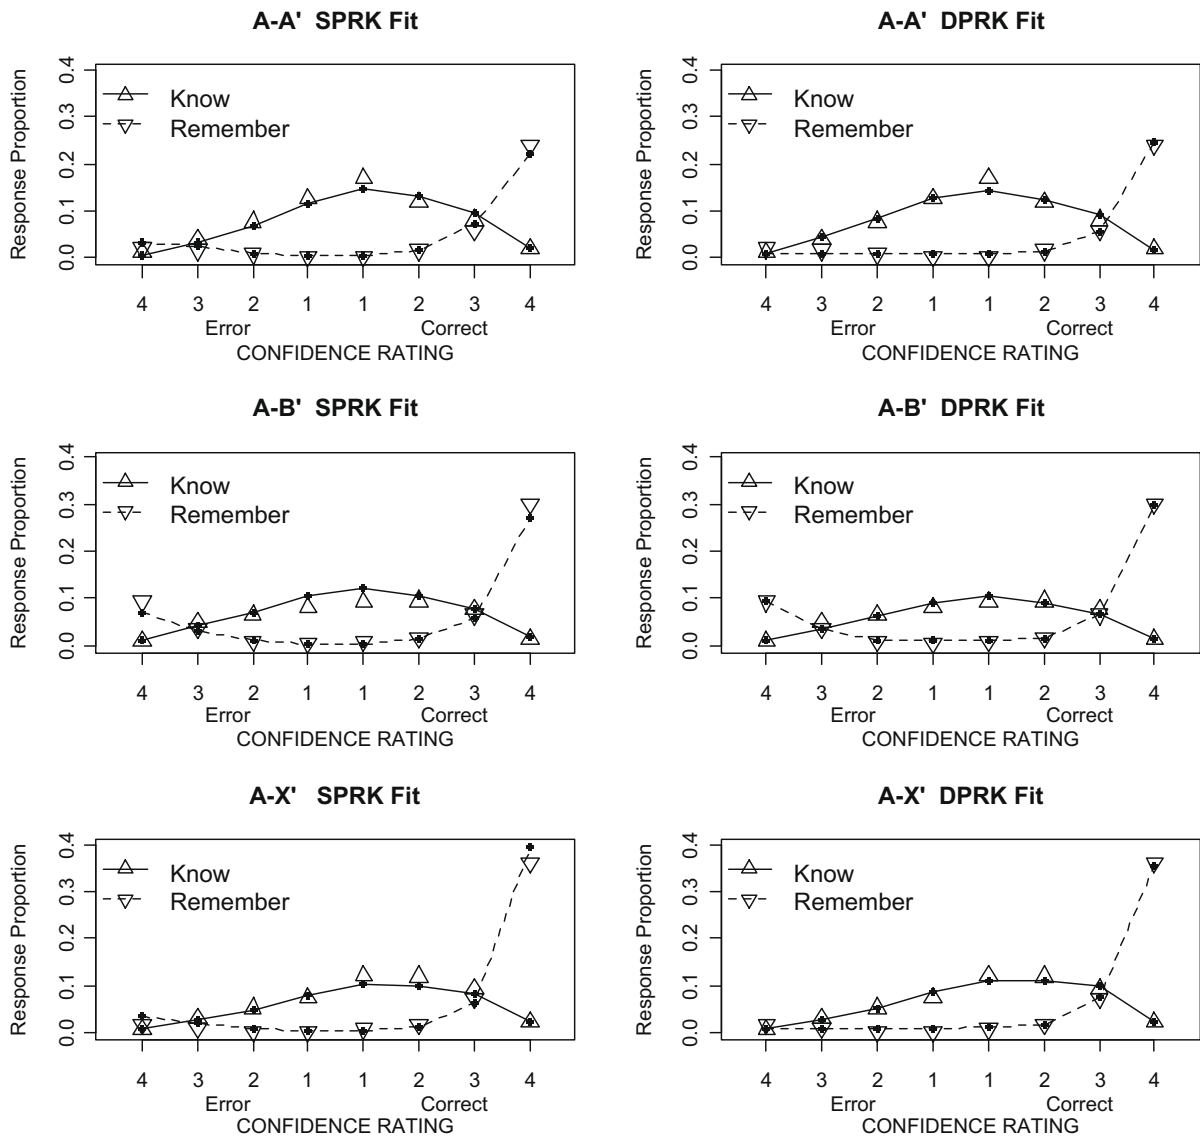 A-A'  SPRK Fit
Response Proportion
0.4
0.3
0.2
0.1
0.0
Know
Remember
4 3 2 1 1 2 3 4
Error Correct
CONFIDENCE RATING
A-A'  DPRK Fit
Response Proportion
0.4
0.3
0.2
0.1
0.0
Know
Remember
4 3 2 1 1 2 3 4
Error Correct
CONFIDENCE RATING
A-B'  SPRK Fit
Response Proportion
0.4
0.3
0.2
0.1
0.0
Know
Remember
4 3 2 1 1 2 3 4
Error Correct
CONFIDENCE RATING
A-B'  DPRK Fit
Response Proportion
0.4
0.3
0.2
0.1
0.0
Know
Remember
4 3 2 1 1 2 3 4
Error Correct
CONFIDENCE RATING
A-X'  SPRK Fit
Response Proportion
0.4
0.3
0.2
0.1
0.0
Know
Remember
4 3 2 1 1 2 3 4
Error Correct
CONFIDENCE RATING
A-X'  DPRK Fit
Response Proportion
0.4
0.3
0.2
0.1
0.0
Know
Remember
4 3 2 1 1 2 3 4
Error Correct
CONFIDENCE RATING